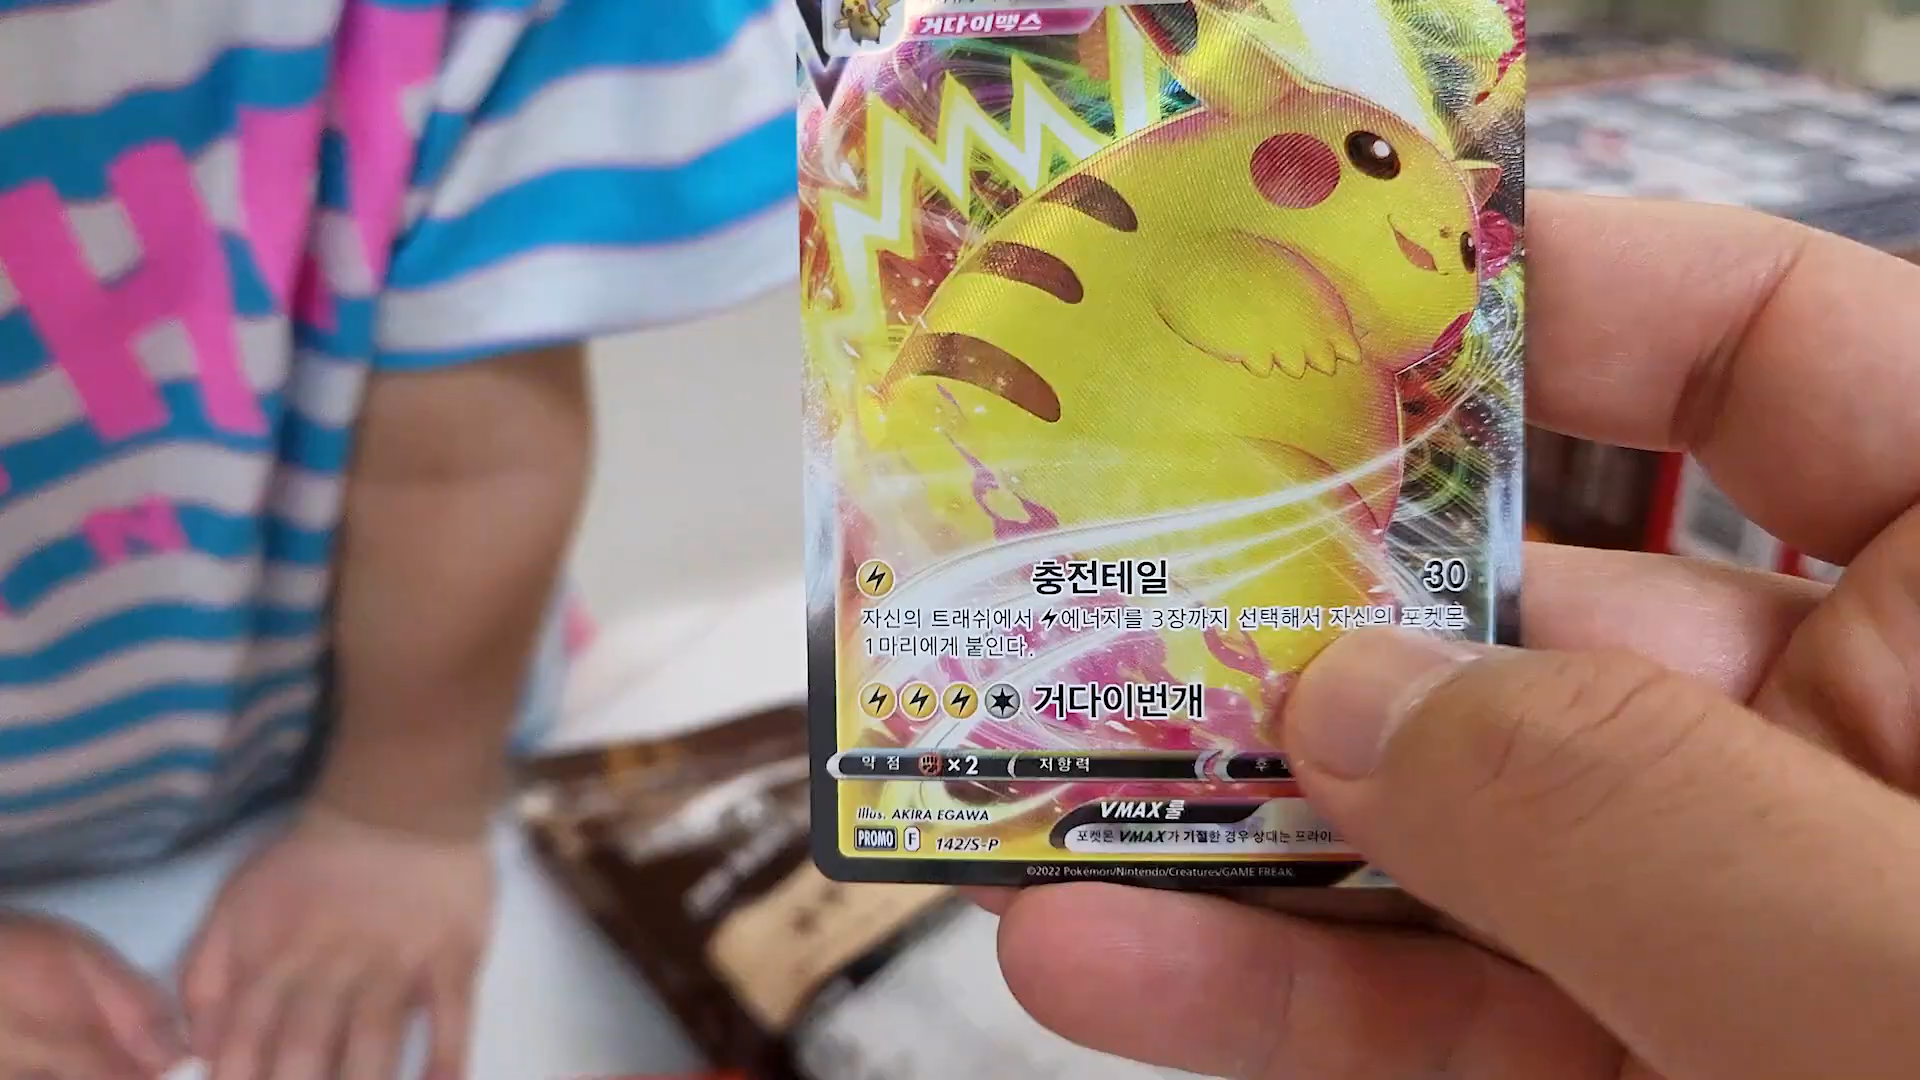 거다이맥스
충전테일 30
자신의 트래쉬에서 에너지를 3장까지 선택해서 자신의 포켓몬
1마리에게 붙인다.
거다이번개
약점 ×2 저항력 후
Illus. AKIRA EGAWA
VMAX 룰
PROMO F 142/S-P
포켓몬 VMAX가 기절한 경우 상대는 프라이
©2022 Pokémon/Nintendo/Creatures/GAME FREAK.
H
N